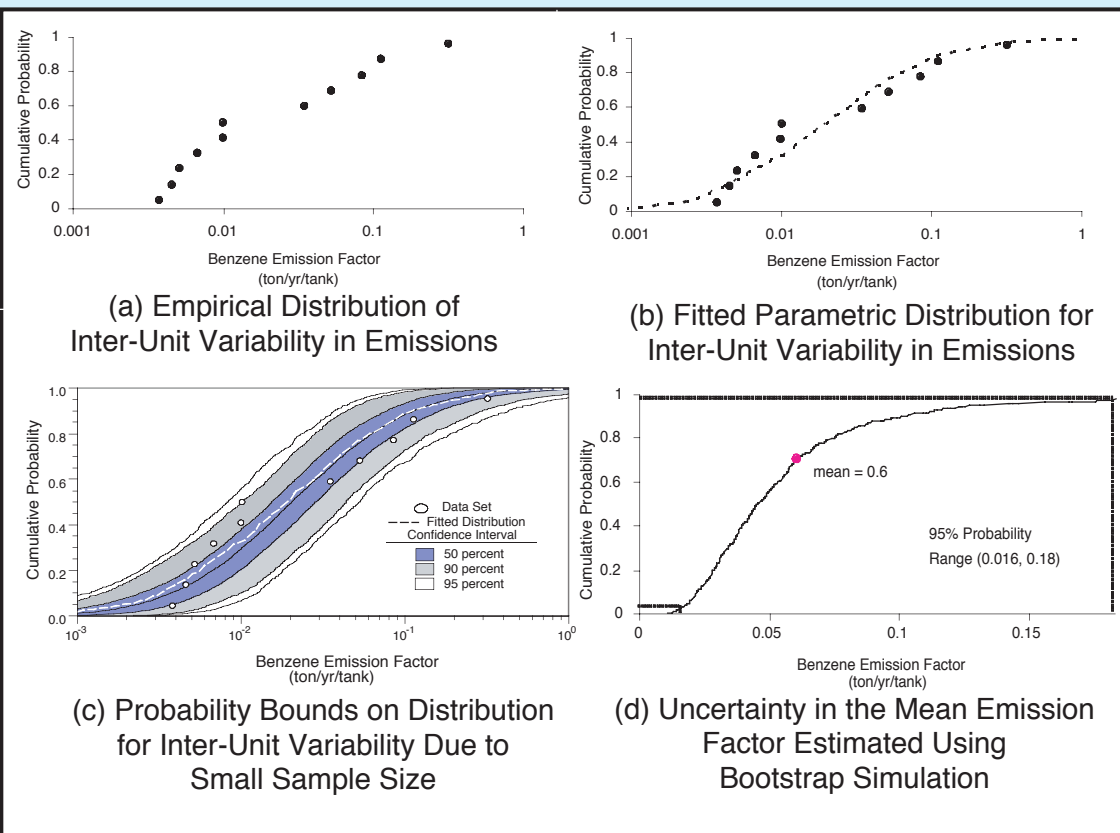 Cumulative Probability
1
0.8
0.6
0.4
0.2
0
0.001
0.01
0.1
1
Benzene Emission Factor
(ton/yr/tank)
(a) Empirical Distribution of
Inter-Unit Variability in Emissions
Cumulative Probability
1
0.8
0.6
0.4
0.2
0
0.001
0.01
0.1
1
Benzene Emission Factor
(ton/yr/tank)
(b) Fitted Parametric Distribution for
Inter-Unit Variability in Emissions
Cumulative Probability
1.0
0.8
0.6
0.4
0.2
0.0
10⁻³
10⁻²
10⁻¹
10⁰
Data Set
Fitted Distribution
Confidence Interval
50 percent
90 percent
95 percent
Benzene Emission Factor
(ton/yr/tank)
(c) Probability Bounds on Distribution
for Inter-Unit Variability Due to
Small Sample Size
Cumulative Probability
1
0.8
0.6
0.4
0.2
0
mean = 0.6
95% Probability
Range (0.016, 0.18)
0
0.05
0.1
0.15
Benzene Emission Factor
(ton/yr/tank)
(d) Uncertainty in the Mean Emission
Factor Estimated Using
Bootstrap Simulation